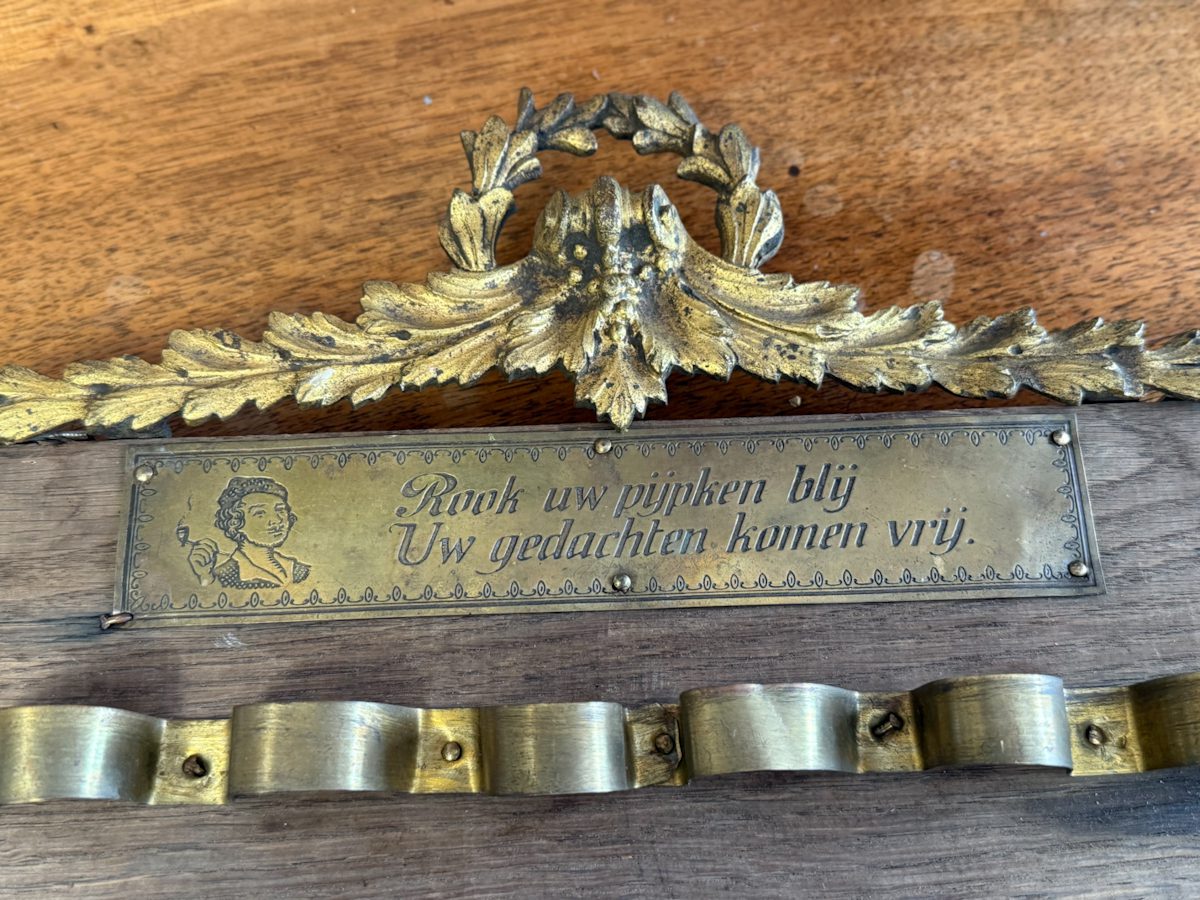 Rook uw pijpken blij
Uw gedachten komen vrij.